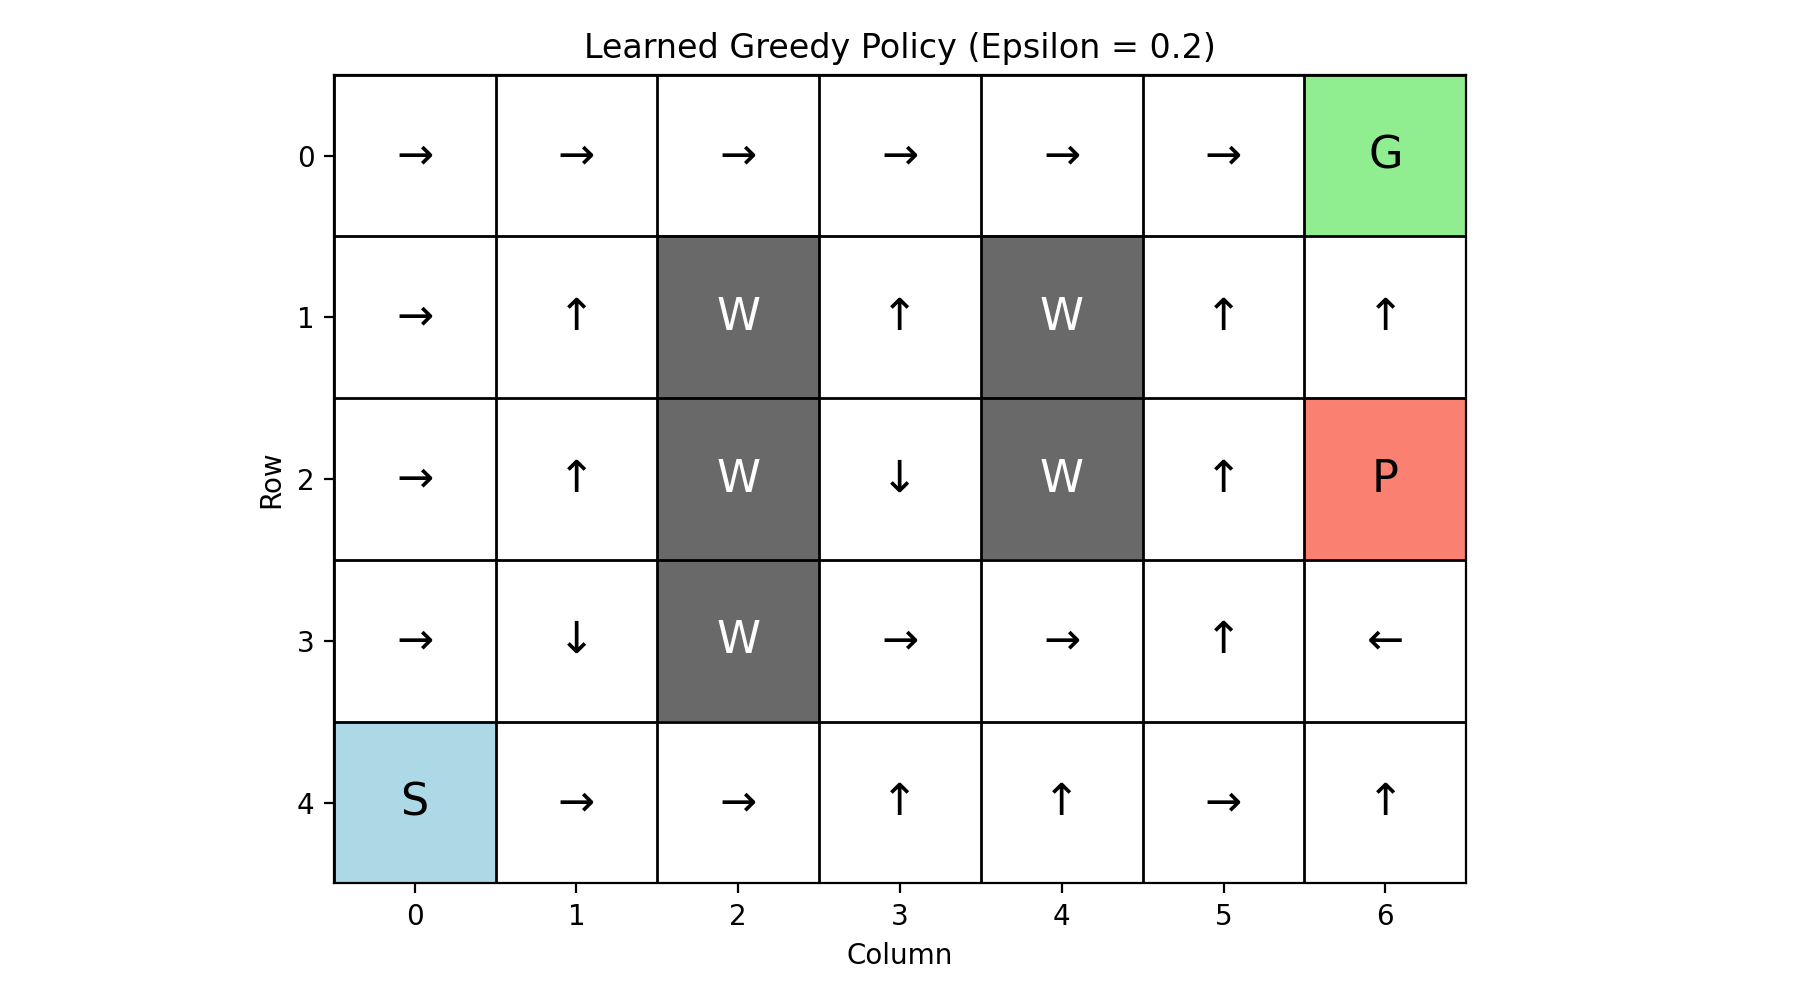 Learned Greedy Policy (Epsilon = 0.2)
0 → → → → → → G
1 → ↑ W ↑ W ↑ ↑
Row
2 → ↑ W ↓ W ↑ P
3 → ↓ W → → ↑ ←
4 S → → ↑ ↑ → ↑
0 1 2 3 4 5 6
Column